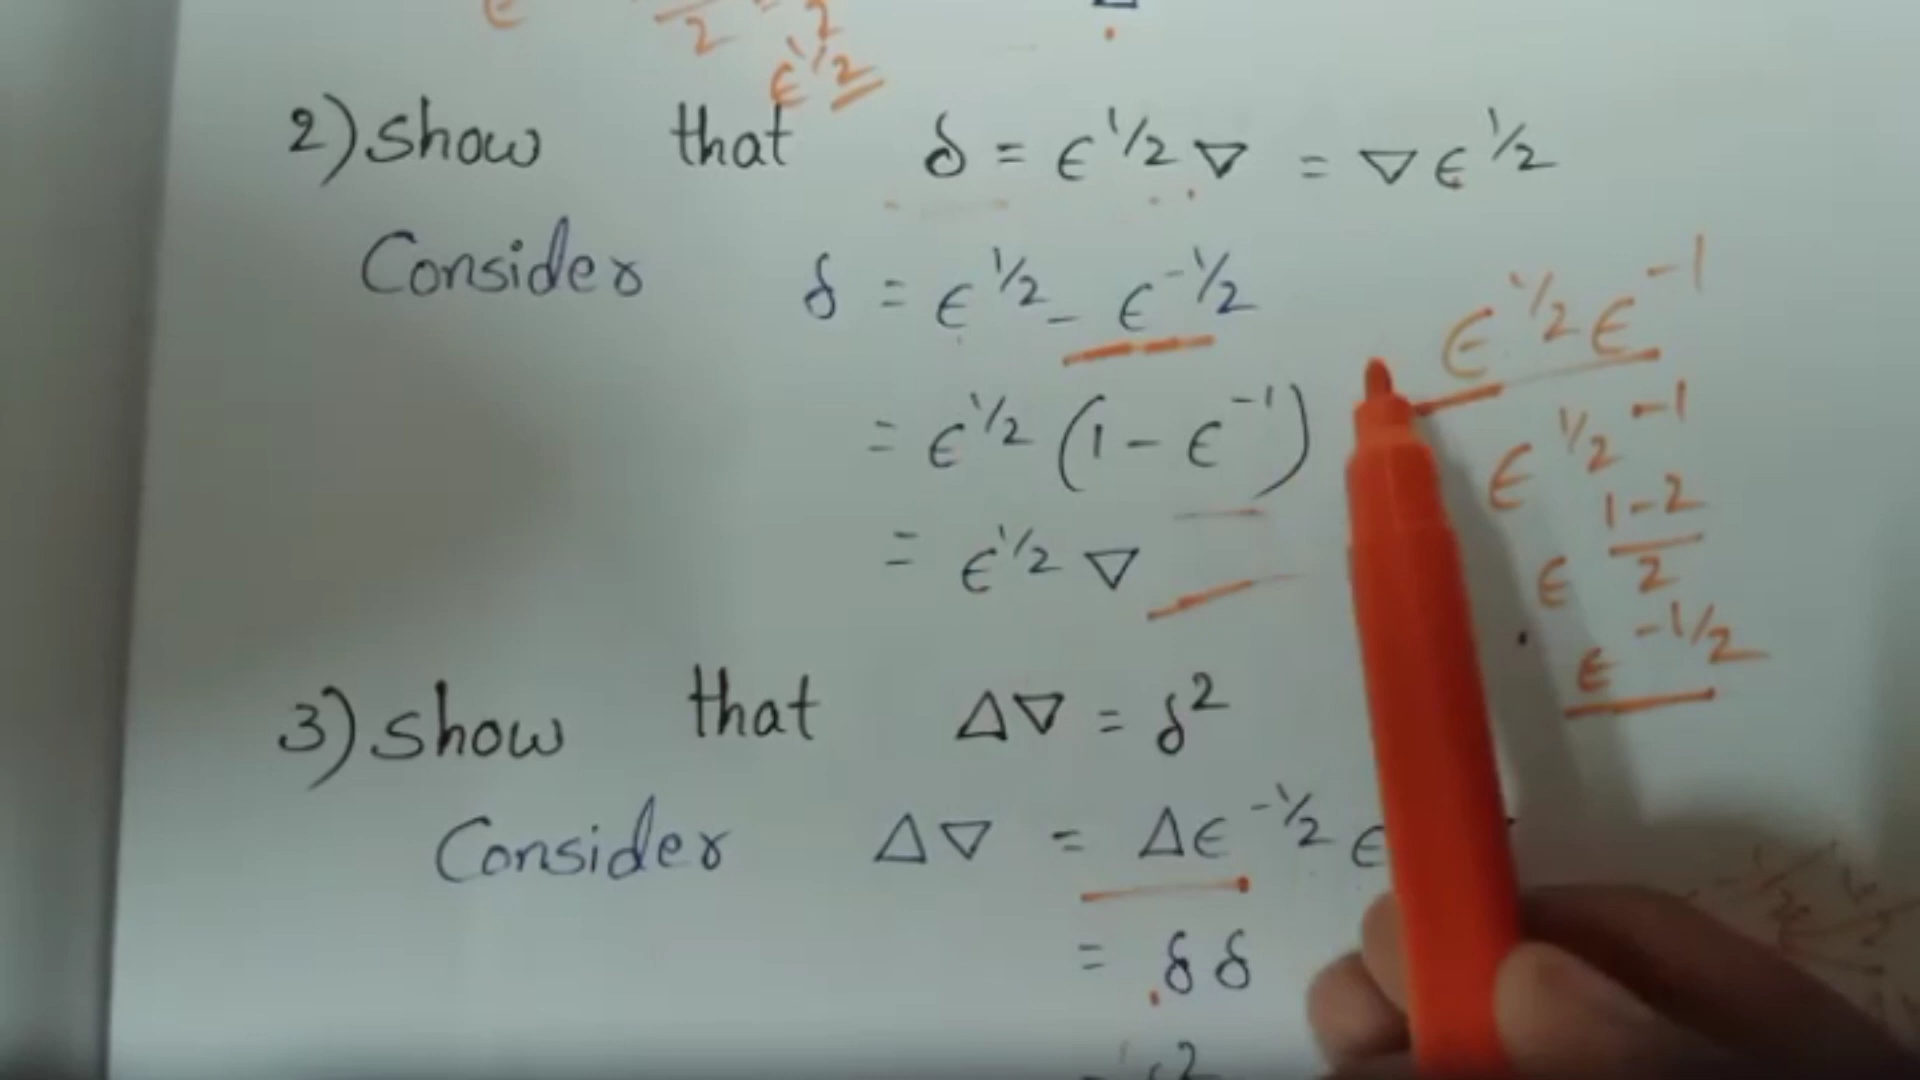 ϵ^1/2
2) Show that δ = ϵ^1/2 ∇ = ∇ ϵ^1/2
Consider δ = ϵ^1/2 - ϵ^-1/2
= ϵ^1/2 (1 - ϵ^-1)
= ϵ^1/2 ∇
ϵ^1/2 ϵ^-1
ϵ^1/2 -1
ϵ^(1-2)/2
ϵ^-1/2
3) Show that Δ∇ = δ^2
Consider Δ∇ = Δϵ^-1/2 ϵ
= δδ